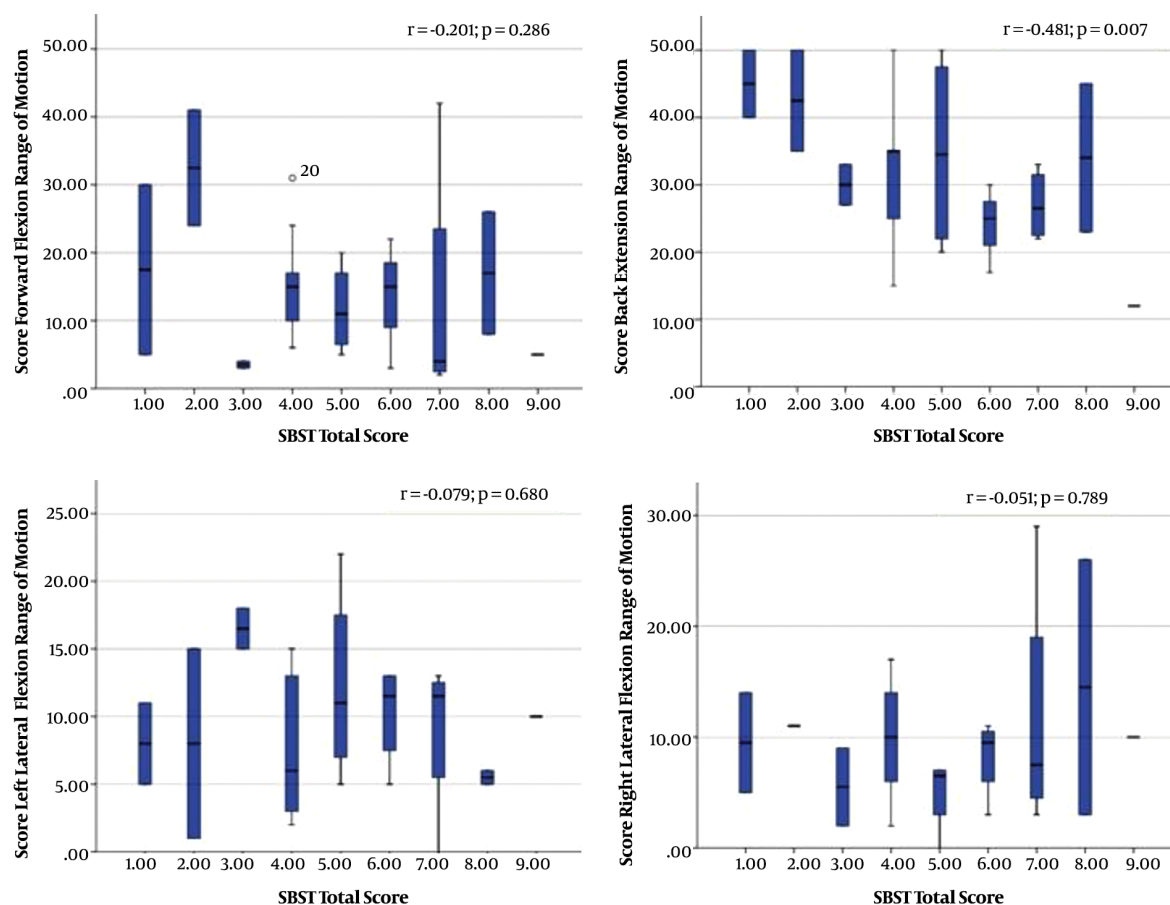 r = -0.201; p = 0.286
Score Forward Flexion Range of Motion
50.00
40.00
30.00
20.00
10.00
.00
20
1.00 2.00 3.00 4.00 5.00 6.00 7.00 8.00 9.00
SBST Total Score
r = -0.481; p = 0.007
Score Back Extension Range of Motion
50.00
40.00
30.00
20.00
10.00
.00
1.00 2.00 3.00 4.00 5.00 6.00 7.00 8.00 9.00
SBST Total Score
r = -0.079; p = 0.680
Score Left Lateral Flexion Range of Motion
25.00
20.00
15.00
10.00
5.00
.00
1.00 2.00 3.00 4.00 5.00 6.00 7.00 8.00 9.00
SBST Total Score
r = -0.051; p = 0.789
Score Right Lateral Flexion Range of Motion
30.00
20.00
10.00
.00
1.00 2.00 3.00 4.00 5.00 6.00 7.00 8.00 9.00
SBST Total Score